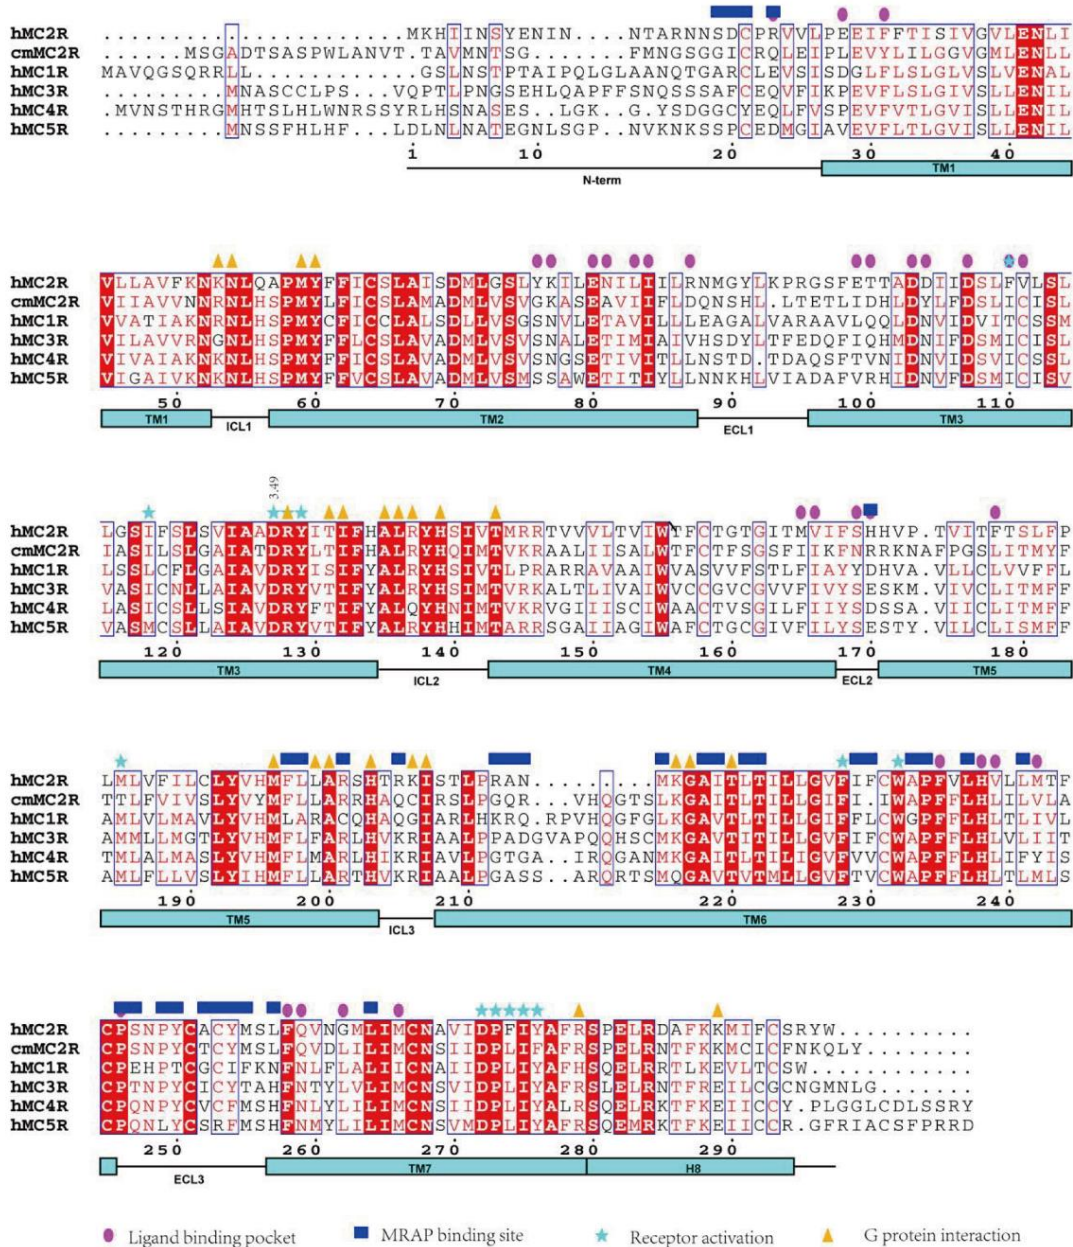 hMC2R ............MKHIINSYENIN..NTARNNSDCPRVVLPEEIFFTISIVGVLENLI
cmMC2R ......MSGADTSASPWLANVT.TAVMNTSG....FMNGSGGICRQLEIPLEVYLILGGVGMLENLL
hMC1R MAVQGSQRRLL.............GSLNSTPTAIPQLGLAANQTGARCLEVSISDGLFLSLGLVSLVENAL
hMC3R .........MNASCCLPS...VQPTLPNGSEHLQAPFFSNQSSSAFCEQVFIKPEVFLSLGIVSLLENIL
hMC4R .MVNSTHRGMHTSLHLWNRSSYRLHSNASES..LGK..GYSDGGCYEQLFVSPEVFVTLGVISLLENIL
hMC5R .........MNSSFHLHF...LDLNLNATEGNLSGP..NVKNKSSPCEDMGIAVEVFLTLGVISLLENIL
1 10 20 30 40
N-term TM1
hMC2R VLLAVFKNKNLQAPMYFFICSLAISDMLGSLYKILENILIILRNMGYLKPRGSFETTADDIIDSLFVLSL
cmMC2R VIIAVVNNRNLHSPMYLFICSLAMADMLVSGKASEAVIIFLDQNSHL.LTETLIDHLDYLFDSLICISL
hMC1R VVATIAKNRNLHSPMYCFICCLALSDLLVSGSNVLETAVILLLEAGALVARAAVLQQLDNVIDVITCSSM
hMC3R VILAVVRNGNLHSPMYFFLCSLAVADMLVSVSNALETIMIAIVHSDYLTFEDQFIQHMDNIFDSMICISL
hMC4R VIVAIAKNKNLHSPMYFFICSLAVADMLVSVSNGSETIVITLLNSTD.TDAQSFTVNIDNVIDSVICSSL
hMC5R VIGAIVKNKNLHSPMYFFVCSLAVADMLVSMSSAWETITIYLLNNKHLVIADAFVRHIDNVFDSMICISV
50 60 70 80 90 100 110
TM1 ICL1 TM2 ECL1 TM3
3.49
hMC2R LGSIFSLSVIAADRYITIFHALRYHSIVTMRRTVVVLTVIWTFCTGTGITMVIFSHHVP.TVITFTSLFP
cmMC2R IASILSLGAIATDRYLTIFHALRYHQIMTVKRAALIISALWTFCTFSGSFIIKFNRRKNAFPGSLITMYF
hMC1R LSSLCFLGAIAVDRYISIFYALRYHSIVTLPRARRAVAAIWVASVVFSTLFIAYYDHVA.VLLCLVVFFL
hMC3R VASICNLLAIAVDRYVTIFYALRYHSIMTVRKALTLIVAIWVCCGVCGVVFIVYSESKM.VIVCLITMFF
hMC4R LASICSLLSIAVDRYFTIFYALQYHNIMTVKRVGIIISCIWAACTVSGILFIIYSDSSA.VIICLITMFF
hMC5R VASMCSLLAIAVDRYVTIFYALRYHHIMTARRSGAIIAGIWAFCTGCGIVFILYSESTY.VILCLISMFF
120 130 140 150 160 170 180
TM3 ICL2 TM4 ECL2 TM5
hMC2R LMLVFILCLYVHMFLLARSHTRKISTLPRAN.....MKGAITLTILLGVFIFCWAPFVLHVLLMTF
cmMC2R TTLFVIVSLYVYMFLLARRHAQCIRSLPGQR..VHQGTSLKGAITLTILLGIFI.IWAPFFLHLLLVLA
hMC1R AMLVLMAVLYVHMLARACQHAQGIARLHKRQ.RPVHQGFGLKGAVTLTILLGIFFLCWGPFFLHLTLIVL
hMC3R AMMLLMGTLYVHMFLFARLHVKRIAALPPADGVAPQQHSCMKGAVTITILLGVFIFCWAPFFLHLVLIIT
hMC4R TMLALMASLYVHMFLMARLHIKRIAVLPGTGA..IRQGANMKGAITLTILIGVFVVCWAPFFLHLIFYIS
hMC5R AMLFLLVSLYIHMFLLARTHVKRIAALPGASS..ARQRTSMQGAVTVTMLLGVFTVCWAPFFLHLTLMLS
190 200 210 220 230 240
TM5 ICL3 TM6
hMC2R CPSNPYCACYMSLFQVNGMLIMCNAVIDPFIYAFRSPELRDAFKKMIFCSRYW.........
cmMC2R CPSNPYCTCYMSLFQVDLILIMCNSIIDPLIFAFRSPELRNTFKKMCICFNKQLY.......
hMC1R CPEHPTCGCIFKNFNLFLALIICNAIIDPLIYAFHSQELRRTLKEVLTCSW...........
hMC3R CPTNPYCICYTAHFNTYLVLIMCNSVIDPLIYAFRSLELRNTFREILCGCNGMNLG......
hMC4R CPQNPYCVCFMSHFNLYLILIMCNSIIDPLIYALRSQELRKTFKEIICCY.PLGGLCDLSSRY
hMC5R CPQNLYCSRFMSHFNMYLILIMCNSVMDPLIYAFRSQEMRKTFKEIICCR.GFRIACSFPRRD
250 260 270 280 290
ECL3 TM7 H8
Ligand binding pocket MRAP binding site Receptor activation G protein interaction